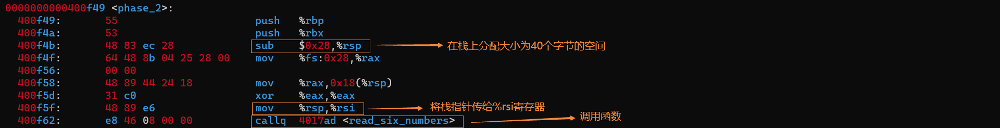 0000000000400f49 <phase_2>:
400f49: 55 push %rbp
400f4a: 53 push %rbx
400f4b: 48 83 ec 28 sub $0x28,%rsp 在栈上分配大小为40个字节的空间
400f4f: 64 48 8b 04 25 28 00 mov %fs:0x28,%rax
400f56: 00 00
400f58: 48 89 44 24 18 mov %rax,0x18(%rsp)
400f5d: 31 c0 xor %eax,%eax
400f5f: 48 89 e6 mov %rsp,%rsi 将栈指针传给%rsi寄存器
400f62: e8 46 08 00 00 callq 4017ad <read_six_numbers> 调用函数